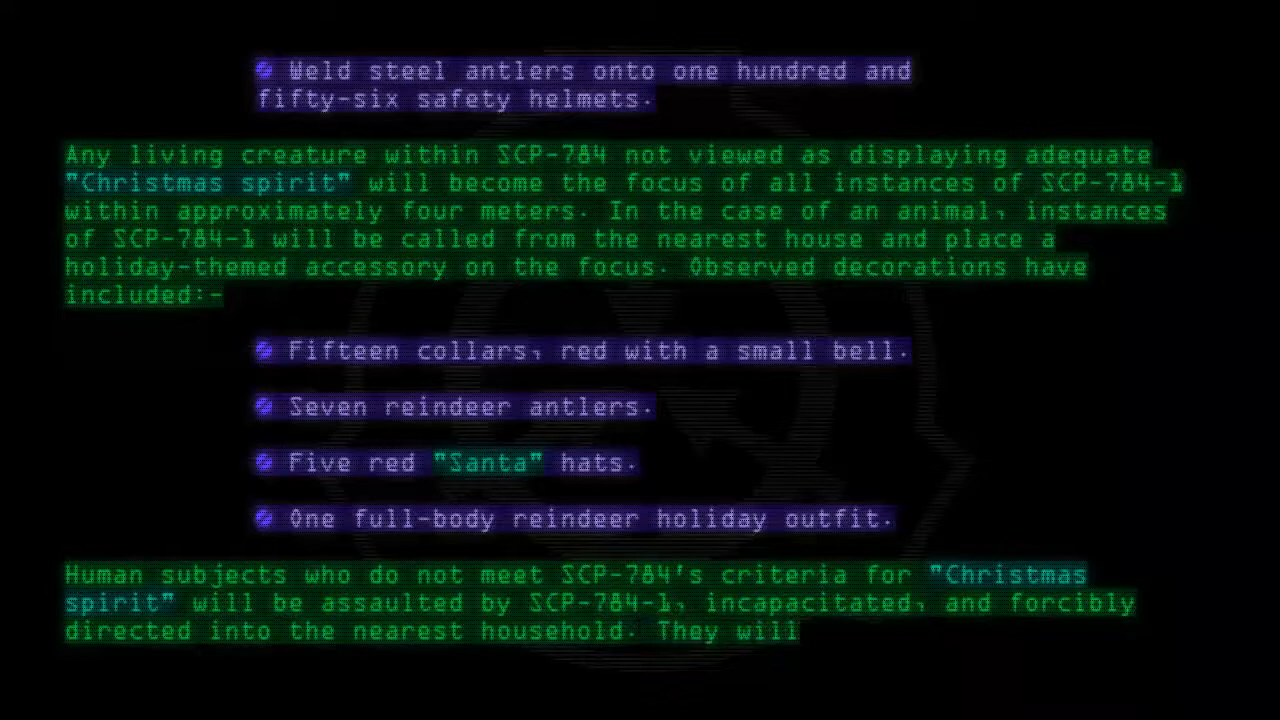 ● Weld steel antlers onto one hundred and
fifty-six safety helmets.
Any living creature within SCP-784 not viewed as displaying adequate
"Christmas spirit" will become the focus of all instances of SCP-784-1
within approximately four meters. In the case of an animal, instances
of SCP-784-1 will be called from the nearest house and place a
holiday-themed accessory on the focus. Observed decorations have
included:-
● Fifteen collars, red with a small bell.
● Seven reindeer antlers.
● Five red "Santa" hats.
● One full-body reindeer holiday outfit.
Human subjects who do not meet SCP-784's criteria for "Christmas
spirit" will be assaulted by SCP-784-1, incapacitated, and forcibly
directed into the nearest household. They will